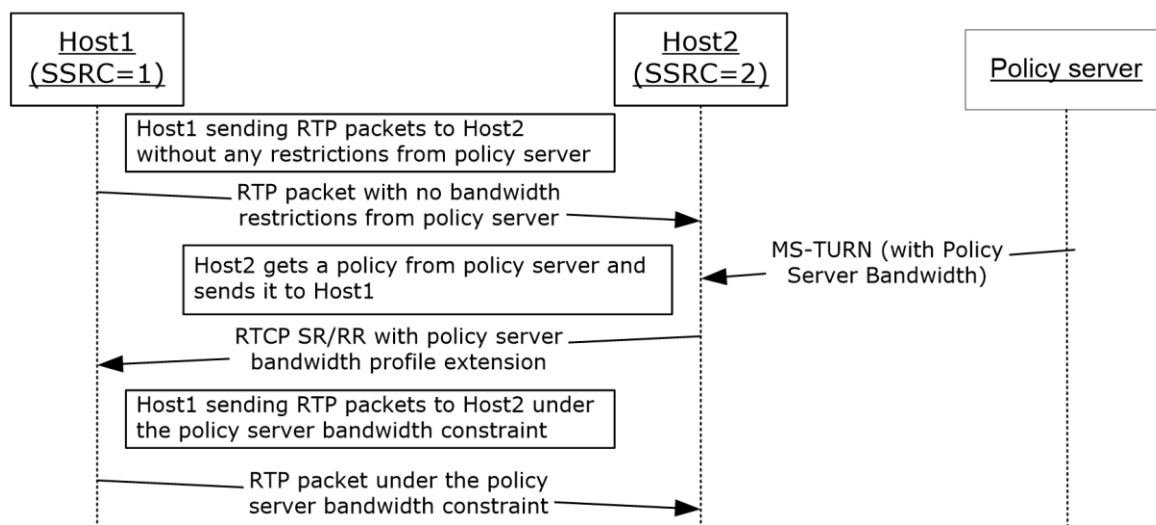 Host1
(SSRC=1)
Host2
(SSRC=2)
Policy server
Host1 sending RTP packets to Host2
without any restrictions from policy server
RTP packet with no bandwidth
restrictions from policy server
MS-TURN (with Policy
Server Bandwidth)
Host2 gets a policy from policy server and
sends it to Host1
RTCP SR/RR with policy server
bandwidth profile extension
Host1 sending RTP packets to Host2 under
the policy server bandwidth constraint
RTP packet under the policy
server bandwidth constraint